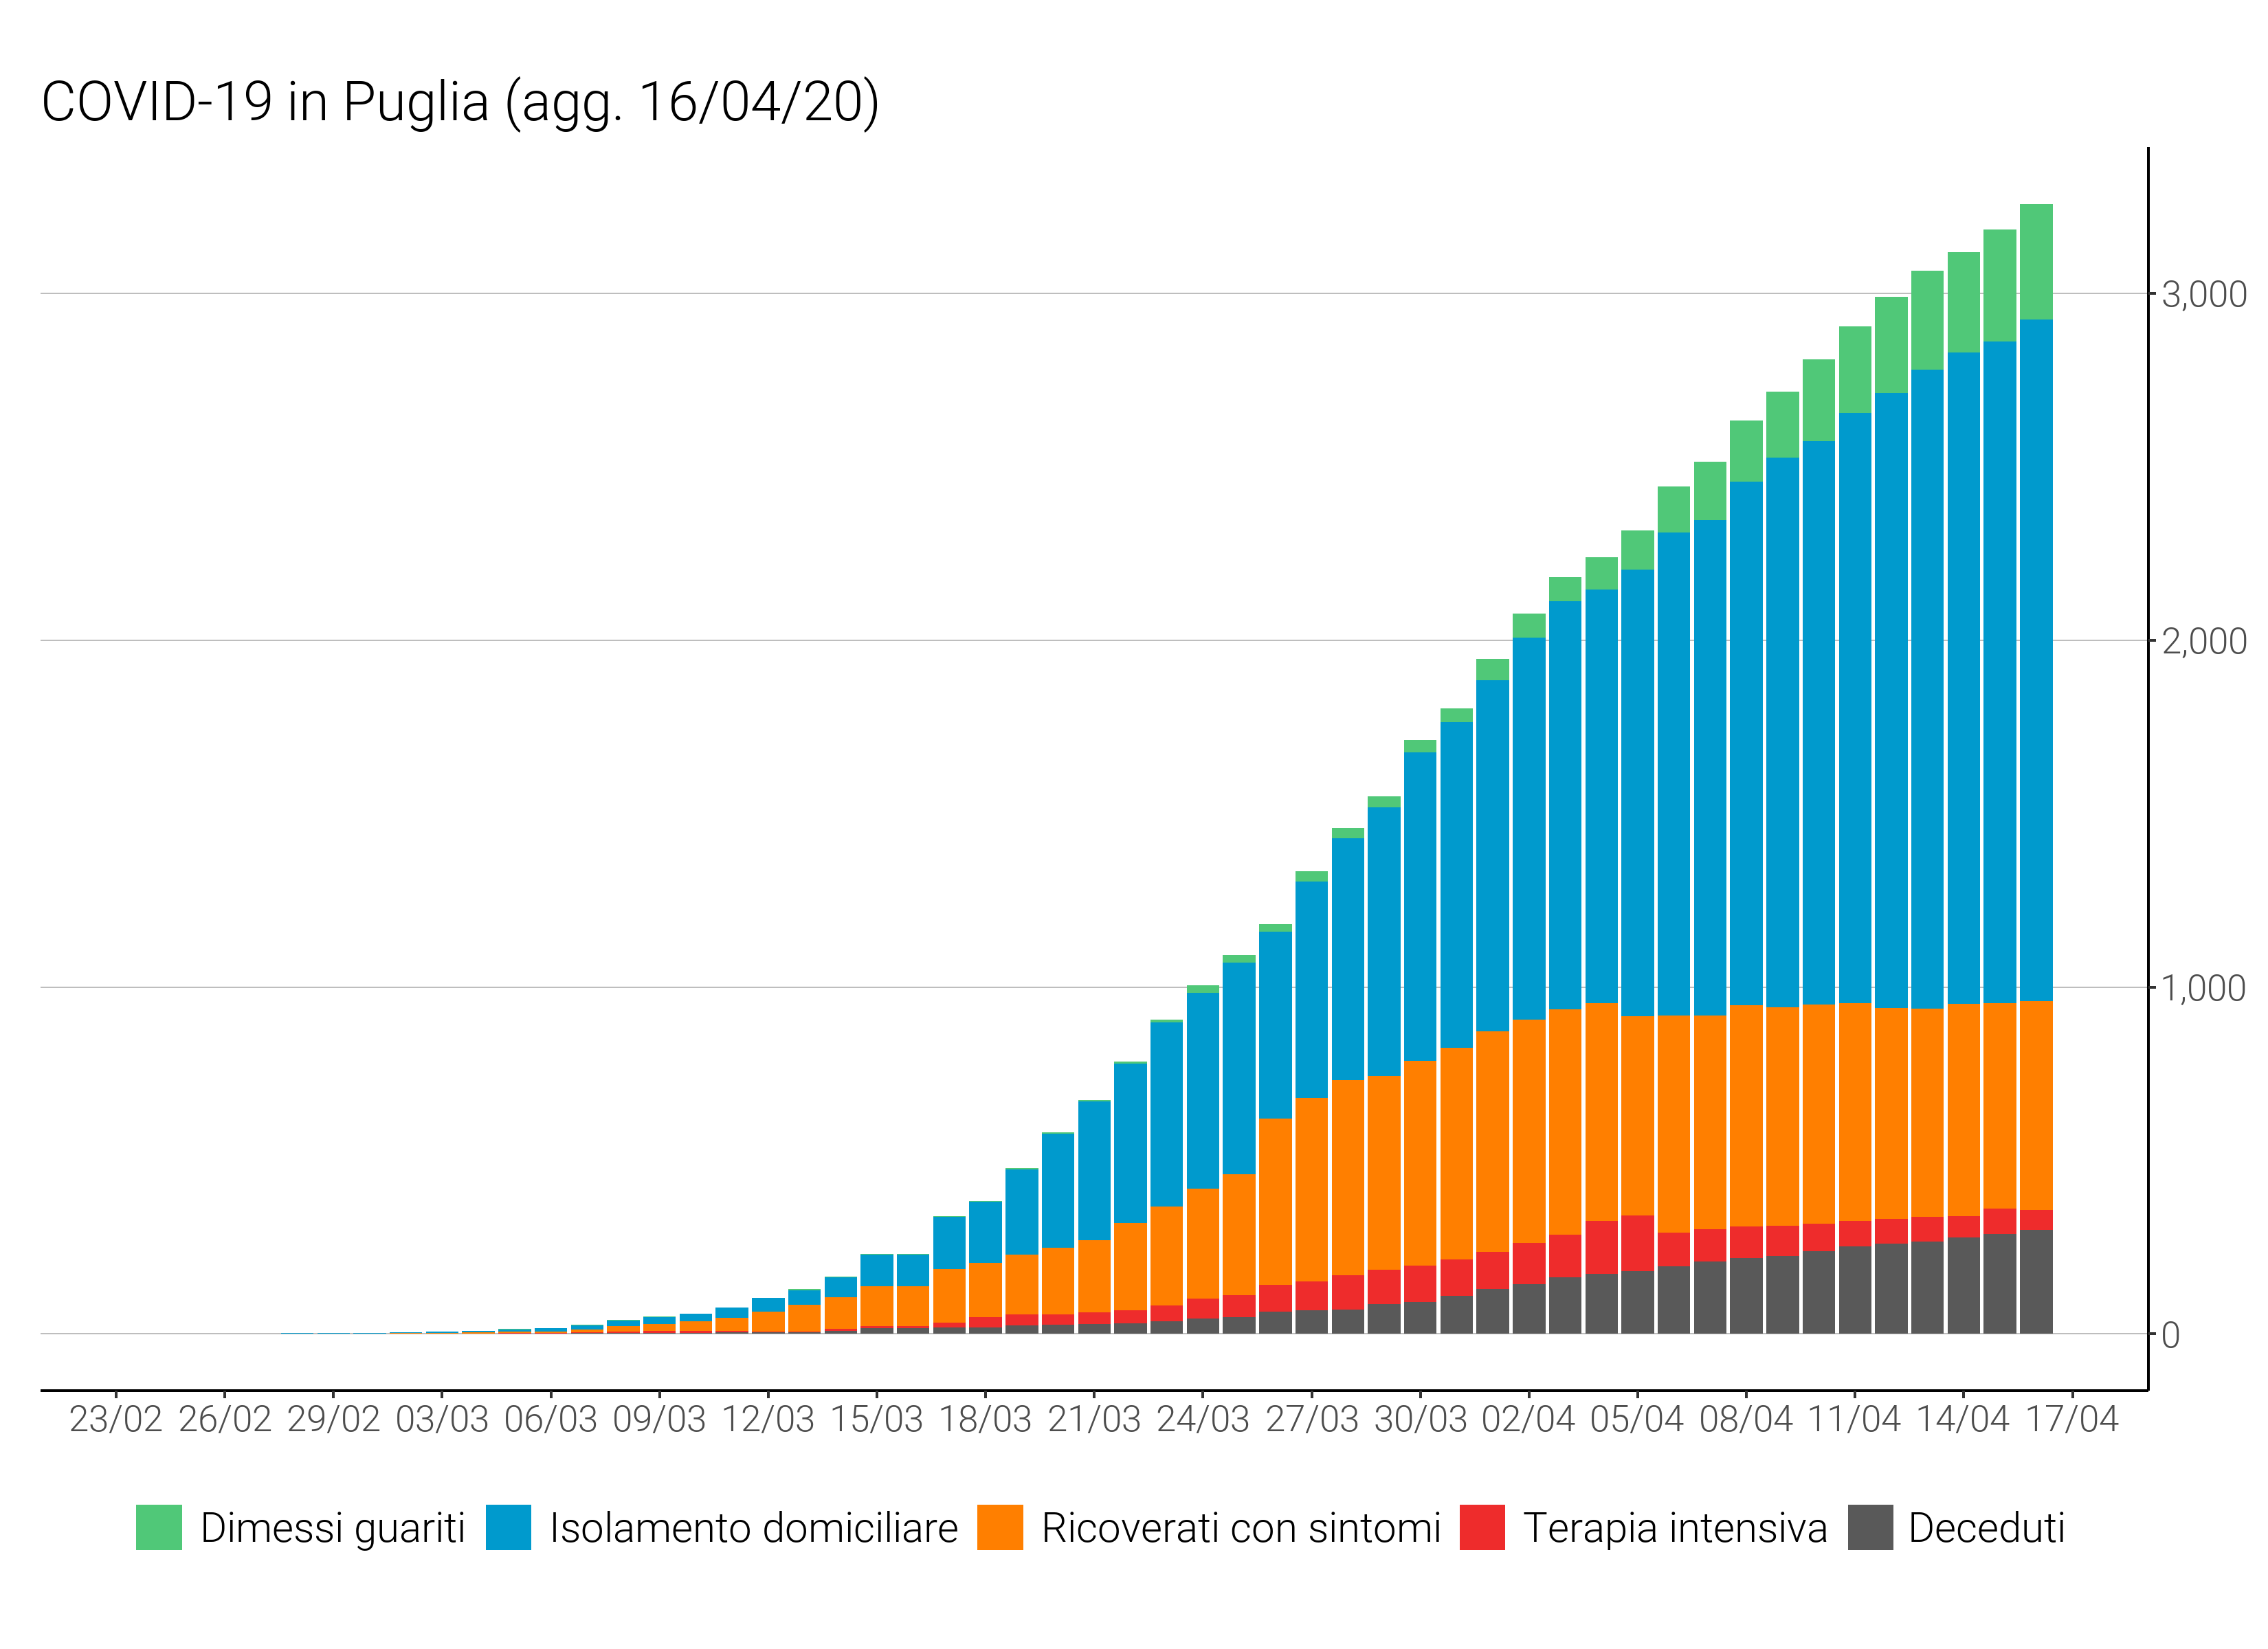 COVID-19 in Puglia (agg. 16/04/20)
3,000
2,000
1,000
0
23/02 26/02 29/02 03/03 06/03 09/03 12/03 15/03 18/03 21/03 24/03 27/03 30/03 02/04 05/04 08/04 11/04 14/04 17/04
Dimessi guariti Isolamento domiciliare Ricoverati con sintomi Terapia intensiva Deceduti